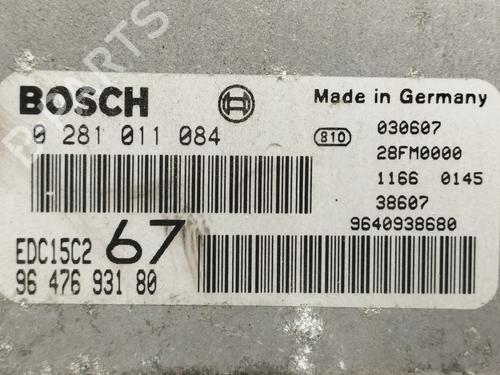 PARTS
BOSCH
Made in Germany
0 281 011 084
810
030607
28FM0000
1166 0145
38607
9640938680
EDC15C2
67
96 476 931 80